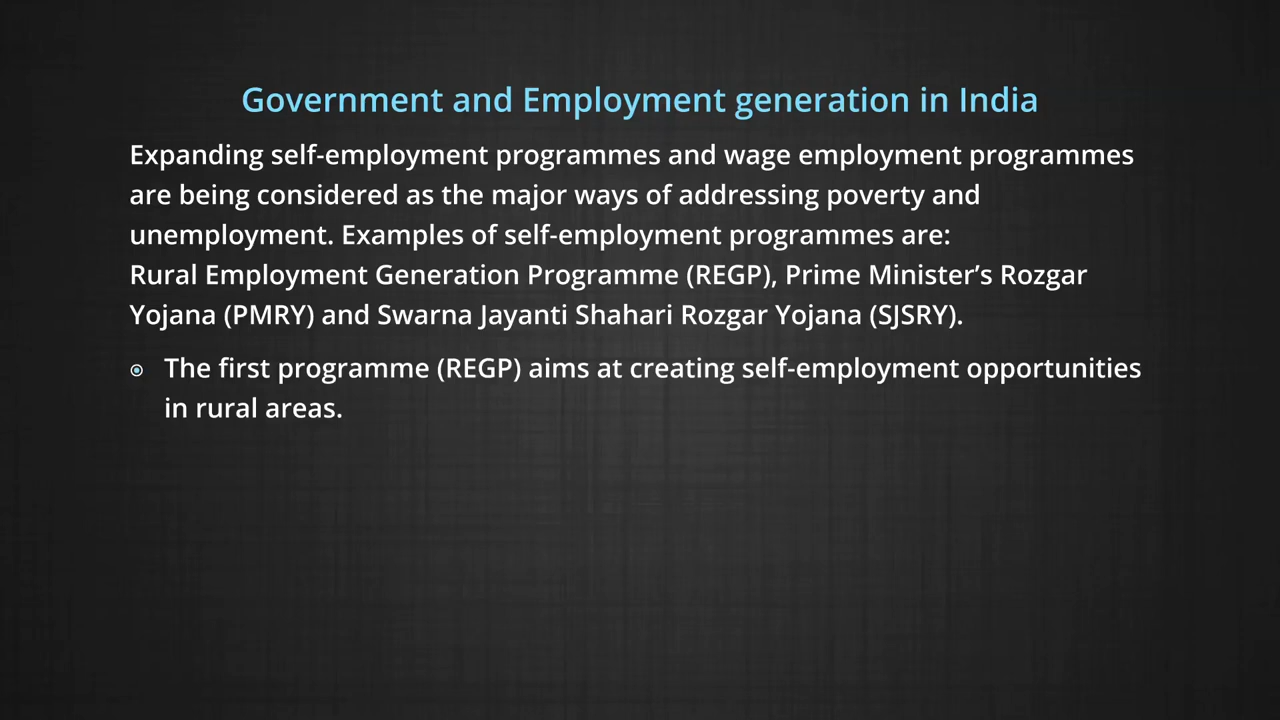 Government and Employment generation in India
Expanding self-employment programmes and wage employment programmes
are being considered as the major ways of addressing poverty and
unemployment. Examples of self-employment programmes are:
Rural Employment Generation Programme (REGP), Prime Minister’s Rozgar
Yojana (PMRY) and Swarna Jayanti Shahari Rozgar Yojana (SJSRY).
The first programme (REGP) aims at creating self-employment opportunities
in rural areas.